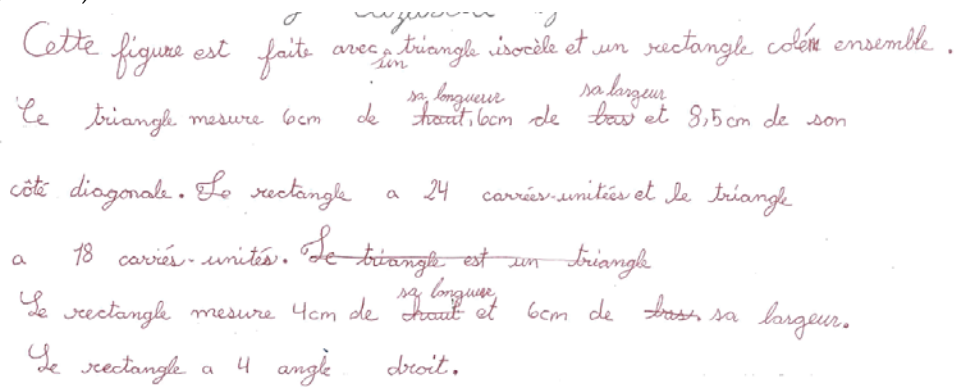 Cette figure est faite avec un triangle isocèle et un rectangle colér ensemble.
Le triangle mesure 6cm de haut sa longueur, 6cm de bas sa largeur et 8,5cm de son
côté diagonale. Le rectangle a 24 carrées-unitées et le triangle
a 18 carrés-unités. Le triangle est un triangle
Le rectangle mesure 4cm de haut sa longueur et 6cm de bas sa largeur.
Le rectangle a 4 angle droit.